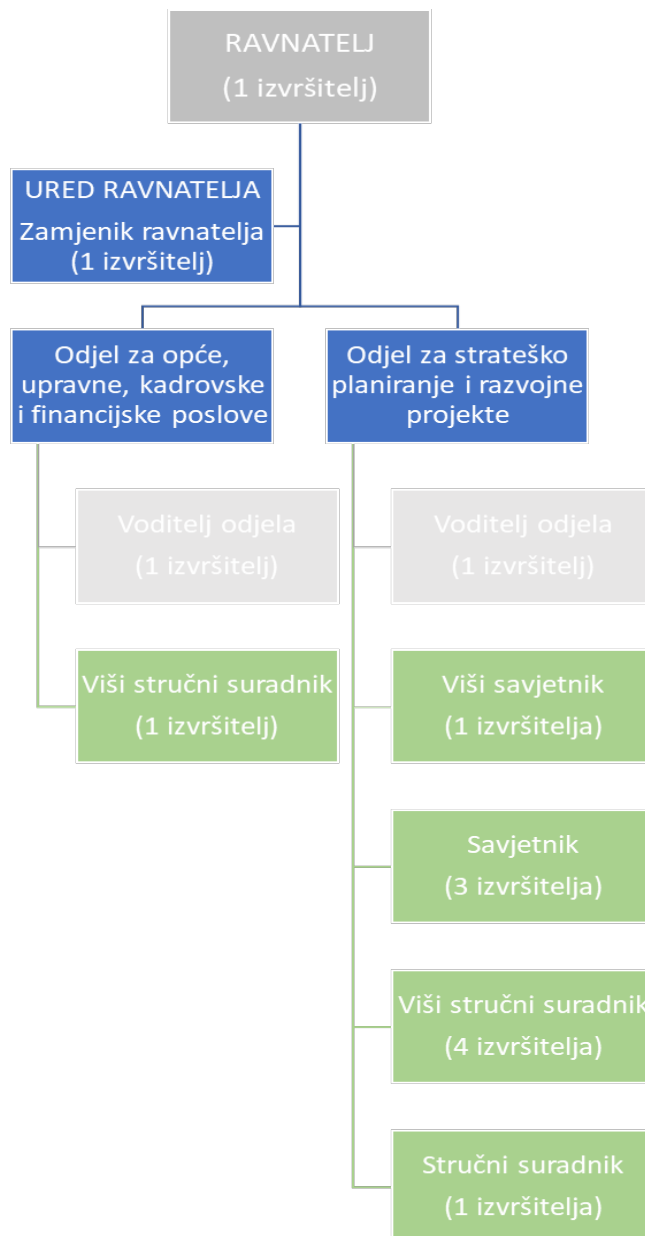 RAVNATELJ
(1 izvršitelj)
URED RAVNATELJA
Zamjenik ravnatelja
(1 izvršitelj)
Odjel za opće,
upravne, kadrovske
i financijske poslove
Odjel za strateško
planiranje i razvojne
projekte
Voditelj odjela
(1 izvršitelj)
Viši stručni suradnik
(1 izvršitelj)
Voditelj odjela
(1 izvršitelj)
Viši savjetnik
(1 izvršitelja)
Savjetnik
(3 izvršitelja)
Viši stručni suradnik
(4 izvršitelja)
Stručni suradnik
(1 izvršitelja)